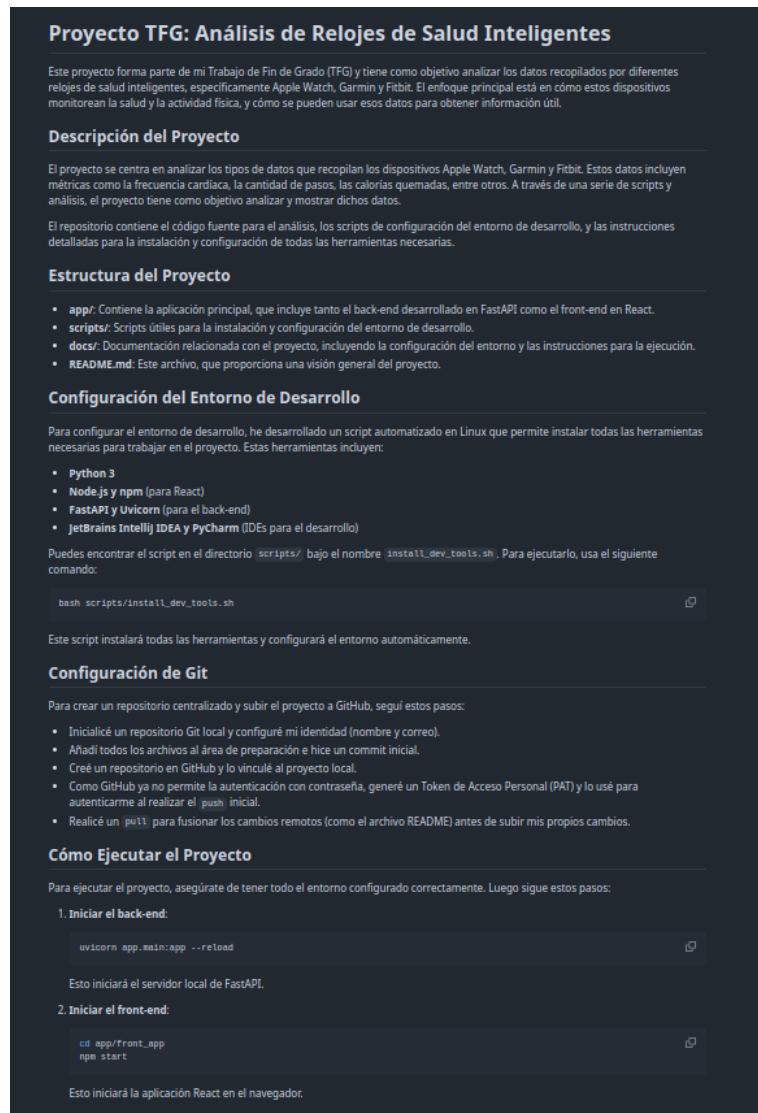 Proyecto TFG: Análisis de Relojes de Salud Inteligentes
Este proyecto forma parte de mi Trabajo de Fin de Grado (TFG) y tiene como objetivo analizar los datos recopilados por diferentes
relojes de salud inteligentes, específicamente Apple Watch, Garmin y Fitbit. El enfoque principal está en cómo estos dispositivos
monitorean la salud y la actividad física, y cómo se pueden usar esos datos para obtener información útil.
Descripción del Proyecto
El proyecto se centra en analizar los tipos de datos que recopilan los dispositivos Apple Watch, Garmin y Fitbit. Estos datos incluyen
métricas como la frecuencia cardíaca, la cantidad de pasos, las calorías quemadas, entre otros. A través de una serie de scripts y
análisis, el proyecto tiene como objetivo analizar y mostrar dichos datos.
El repositorio contiene el código fuente para el análisis, los scripts de configuración del entorno de desarrollo, y las instrucciones
detalladas para la instalación y configuración de todas las herramientas necesarias.
Estructura del Proyecto
• app/: Contiene la aplicación principal, que incluye tanto el back-end desarrollado en FastAPI como el front-end en React.
• scripts/: Scripts útiles para la instalación y configuración del entorno de desarrollo.
• docs/: Documentación relacionada con el proyecto, incluyendo la configuración del entorno y las instrucciones para la ejecución.
• README.md: Este archivo, que proporciona una visión general del proyecto.
Configuración del Entorno de Desarrollo
Para configurar el entorno de desarrollo, he desarrollado un script automatizado en Linux que permite instalar todas las herramientas
necesarias para trabajar en el proyecto. Estas herramientas incluyen:
• Python 3
• Node.js y npm (para React)
• FastAPI y Uvicorn (para el back-end)
• JetBrains IntelliJ IDEA y PyCharm (IDEs para el desarrollo)
Puedes encontrar el script en el directorio scripts/ bajo el nombre install_dev_tools.sh. Para ejecutarlo, usa el siguiente
comando:
bash scripts/install_dev_tools.sh
Este script instalará todas las herramientas y configurará el entorno automáticamente.
Configuración de Git
Para crear un repositorio centralizado y subir el proyecto a GitHub, seguí estos pasos:
• Inicialicé un repositorio Git local y configuré mi identidad (nombre y correo).
• Añadí todos los archivos al área de preparación e hice un commit inicial.
• Creé un repositorio en GitHub y lo vinculé al proyecto local.
• Como GitHub ya no permite la autenticación con contraseña, generé un Token de Acceso Personal (PAT) y lo usé para
autenticarme al realizar el push inicial.
• Realicé un pull para fusionar los cambios remotos (como el archivo README) antes de subir mis propios cambios.
Cómo Ejecutar el Proyecto
Para ejecutar el proyecto, asegúrate de tener todo el entorno configurado correctamente. Luego sigue estos pasos:
1. Iniciar el back-end:
uvicorn app.main:app --reload
Esto iniciará el servidor local de FastAPI.
2. Iniciar el front-end:
cd app/front_app
npm start
Esto iniciará la aplicación React en el navegador.